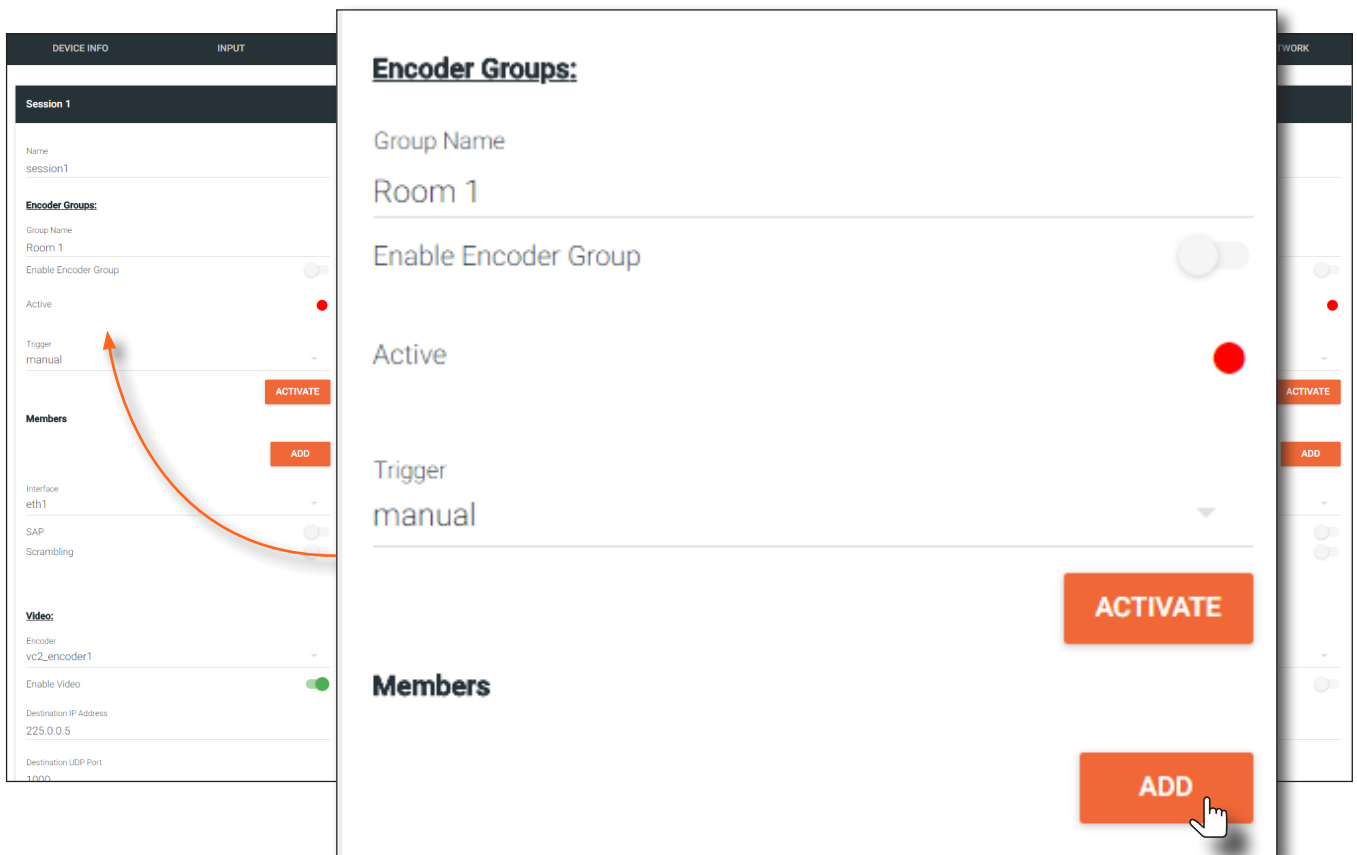 DEVICE INFO
INPUT
TWORK
Session 1
Name
session1
Encoder Groups:
Group Name
Room 1
Enable Encoder Group
Active
Trigger
manual
ACTIVATE
Members
ADD
Interface
eth1
SAP
Scrambling
Video:
Encoder
vc2_encoder1
Enable Video
Destination IP Address
225.0.0.5
Destination UDP Port
1000
Encoder Groups:
Group Name
Room 1
Enable Encoder Group
Active
Trigger
manual
ACTIVATE
Members
ADD
ACTIVATE
ADD